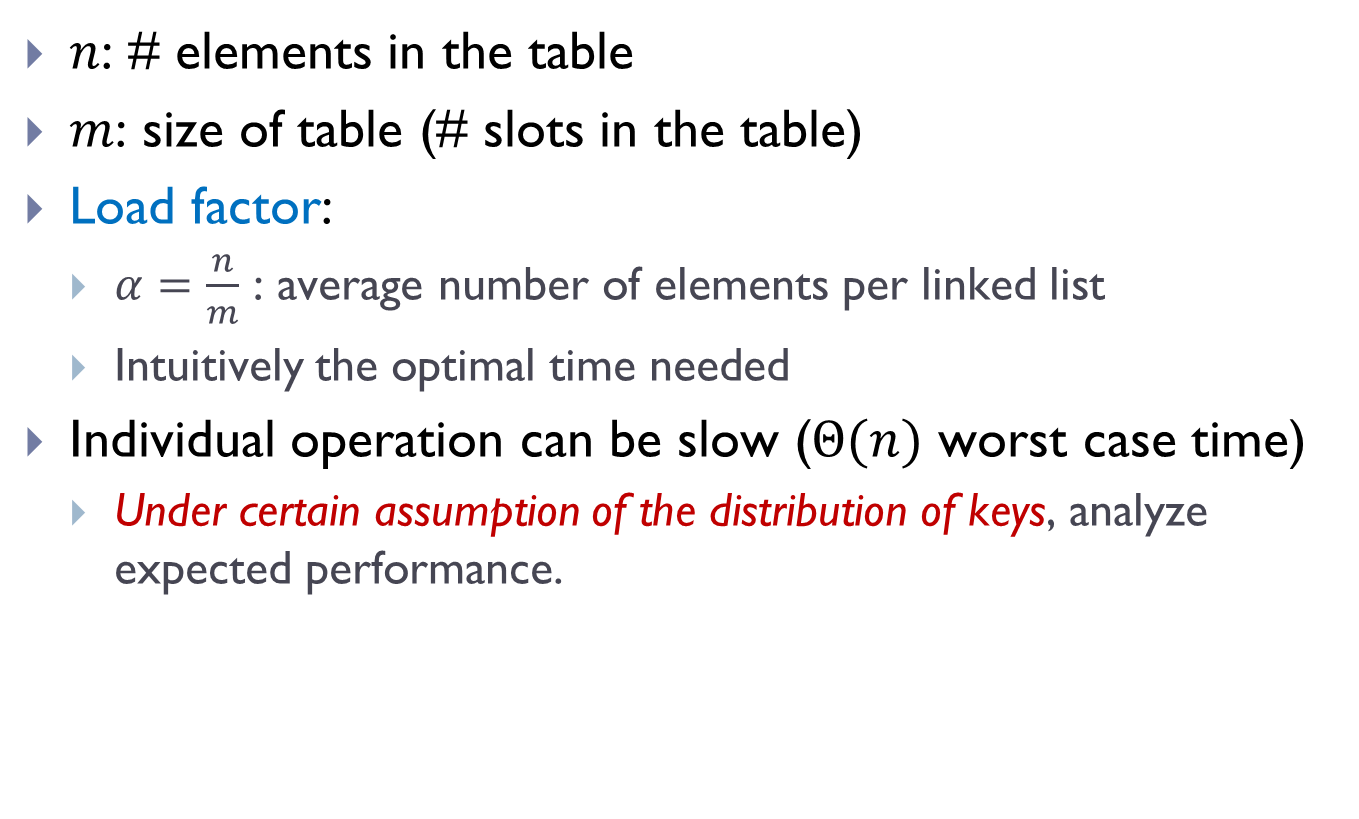 n: # elements in the table
m: size of table (# slots in the table)
Load factor:
α = n/m : average number of elements per linked list
Intuitively the optimal time needed
Individual operation can be slow (Θ(n) worst case time)
Under certain assumption of the distribution of keys, analyze
expected performance.